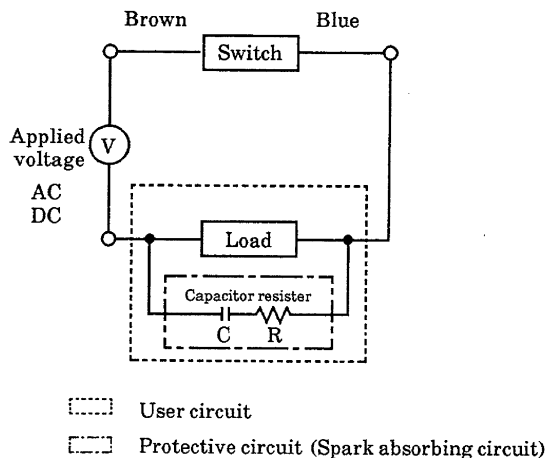 Brown
Blue
Switch
Applied
voltage
V
AC
DC
Load
Capacitor resister
C
R
User circuit
Protective circuit (Spark absorbing circuit)